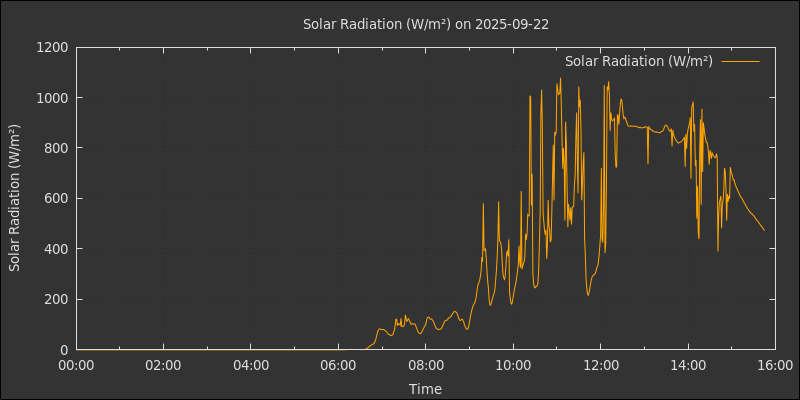 Solar Radiation (W/m²) on 2025-09-22
Solar Radiation (W/m²)
Solar Radiation (W/m²)
1200
1000
800
600
400
200
0
00:00 02:00 04:00 06:00 08:00 10:00 12:00 14:00 16:00
Time